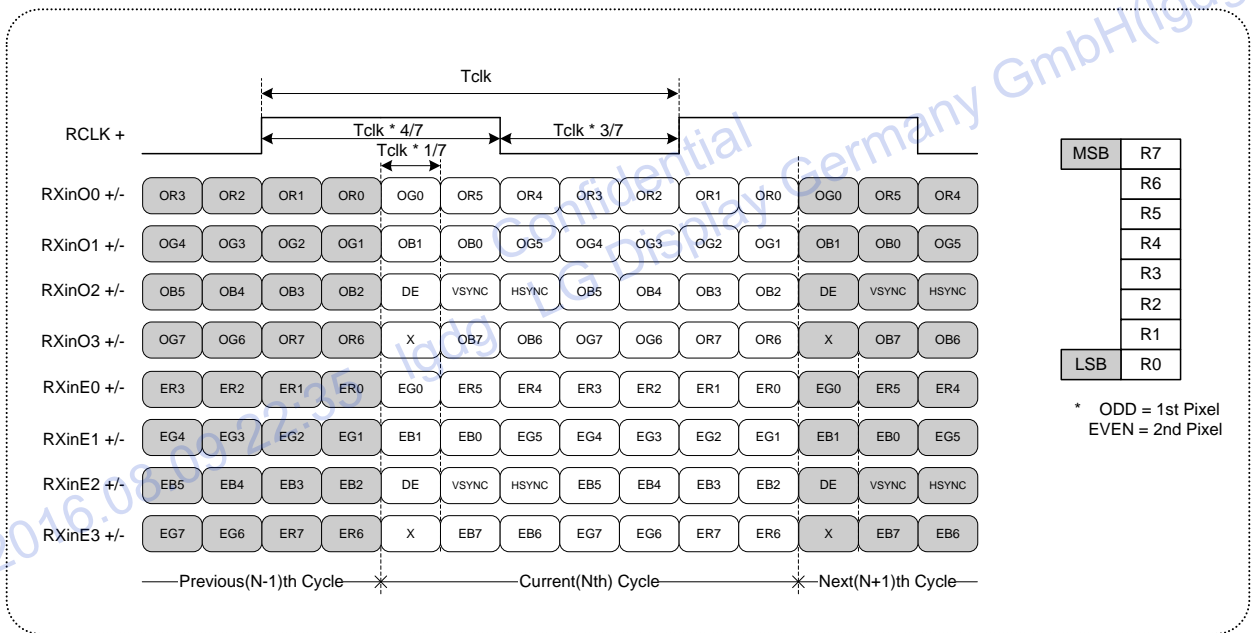 Tclk
RCLK +
Tclk * 4/7
Tclk * 3/7
Tclk * 1/7
RXinO0 +/- OR3 OR2 OR1 OR0 OG0 OR5 OR4 OR3 OR2 OR1 OR0 OG0 OR5 OR4
RXinO1 +/- OG4 OG3 OG2 OG1 OB1 OB0 OG5 OG4 OG3 OG2 OG1 OB1 OB0 OG5
RXinO2 +/- OB5 OB4 OB3 OB2 DE VSYNC HSYNC OB5 OB4 OB3 OB2 DE VSYNC HSYNC
RXinO3 +/- OG7 OG6 OR7 OR6 X OB7 OB6 OG7 OG6 OR7 OR6 X OB7 OB6
RXinE0 +/- ER3 ER2 ER1 ER0 EG0 ER5 ER4 ER3 ER2 ER1 ER0 EG0 ER5 ER4
RXinE1 +/- EG4 EG3 EG2 EG1 EB1 EB0 EG5 EG4 EG3 EG2 EG1 EB1 EB0 EG5
RXinE2 +/- EB5 EB4 EB3 EB2 DE VSYNC HSYNC EB5 EB4 EB3 EB2 DE VSYNC HSYNC
RXinE3 +/- EG7 EG6 ER7 ER6 X EB7 EB6 EG7 EG6 ER7 ER6 X EB7 EB6
Previous(N-1)th Cycle Current(Nth) Cycle Next(N+1)th Cycle
MSB R7
R6
R5
R4
R3
R2
R1
LSB R0
* ODD = 1st Pixel
EVEN = 2nd Pixel
Confidential
2016.08.09 22:35 lgdg LG Display Germany GmbH(lgdg